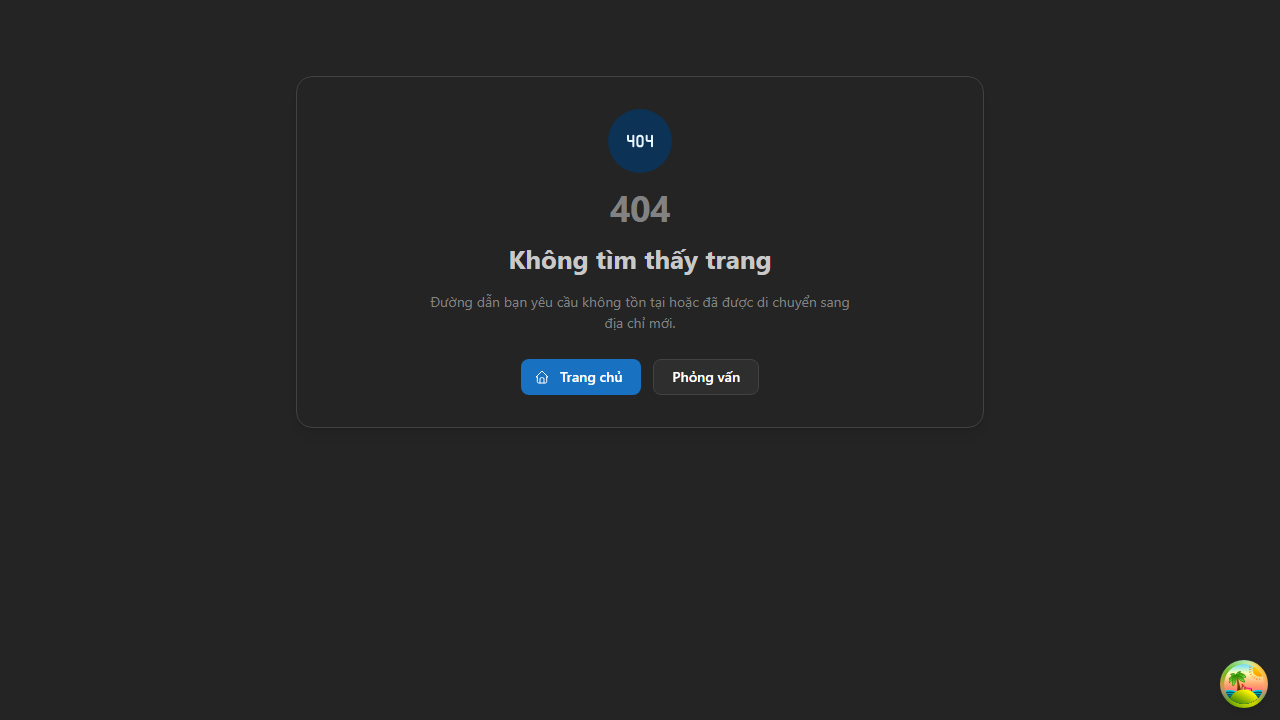 404
404
Không tìm thấy trang
Đường dẫn bạn yêu cầu không tồn tại hoặc đã được di chuyển sang
địa chỉ mới.
Trang chủ
Phỏng vấn